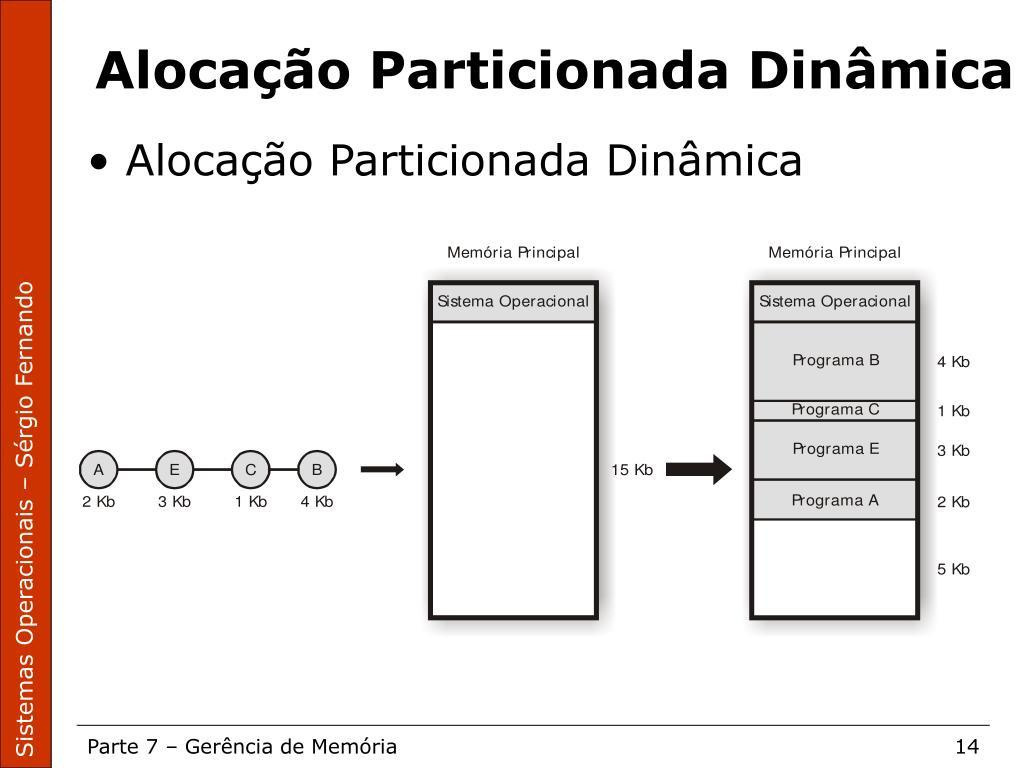 Alocação Particionada Dinâmica
• Alocação Particionada Dinâmica
Memória Principal
Sistema Operacional
A
E
C
B
2 Kb
3 Kb
1 Kb
4 Kb
15 Kb
Memória Principal
Sistema Operacional
Programa B
4 Kb
Programa C
1 Kb
Programa E
3 Kb
Programa A
2 Kb
5 Kb
Sistemas Operacionais – Sérgio Fernando
Parte 7 – Gerência de Memória
14